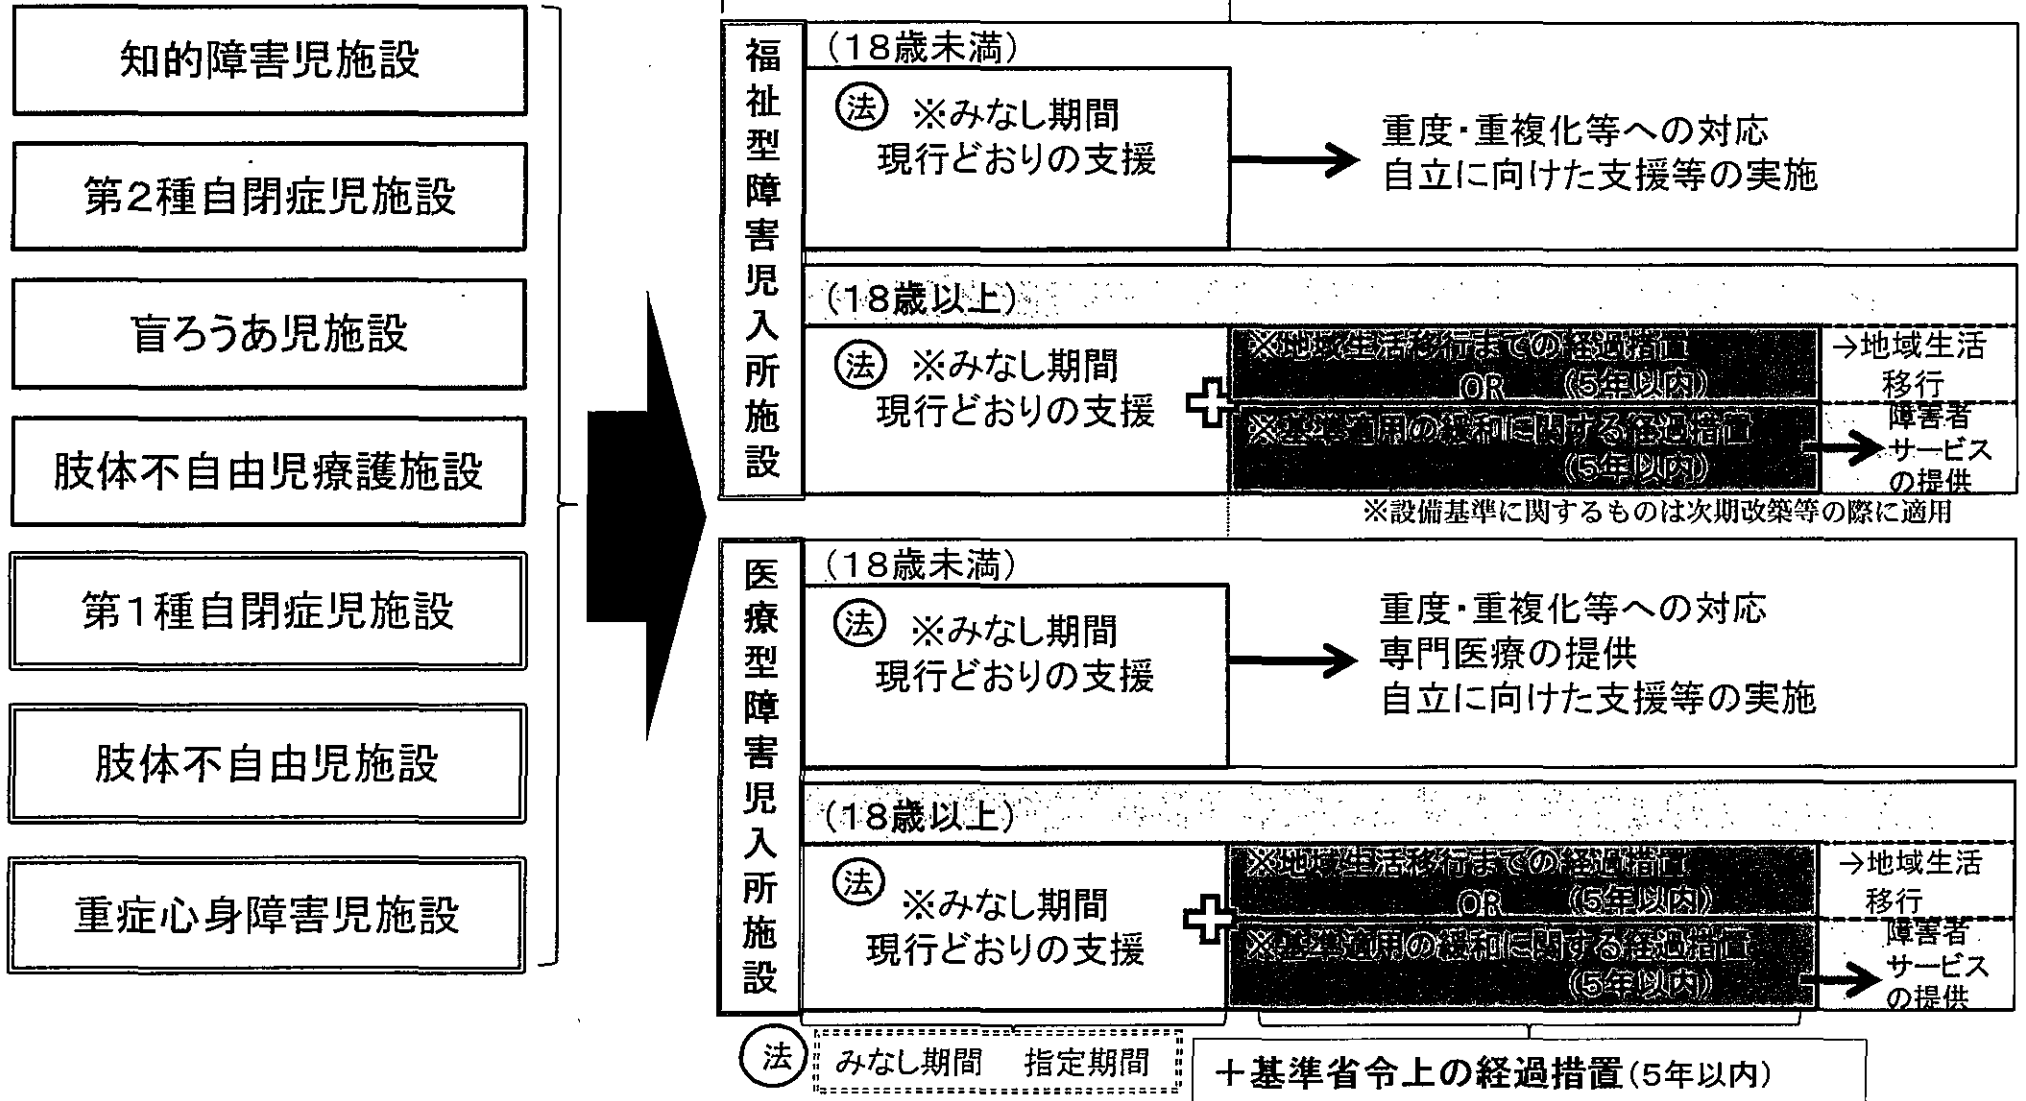 知的障害児施設
第2種自閉症児施設
盲ろうあ児施設
肢体不自由児療護施設
第1種自閉症児施設
肢体不自由児施設
重症心身障害児施設
福祉型障害児入所施設
(18歳未満)
法 ※みなし期間
現行どおりの支援
重度・重複化等への対応
自立に向けた支援等の実施
(18歳以上)
法 ※みなし期間
現行どおりの支援
※地域生活移行までの経過措置
OR (5年以内)
※基準適用の緩和に関する経過措置
(5年以内)
→地域生活
移行
障害者
サービス
の提供
※設備基準に関するものは次期改築等の際に適用
医療型障害児入所施設
(18歳未満)
法 ※みなし期間
現行どおりの支援
重度・重複化等への対応
専門医療の提供
自立に向けた支援等の実施
(18歳以上)
法 ※みなし期間
現行どおりの支援
※地域生活移行までの経過措置
OR (5年以内)
※基準適用の緩和に関する経過措置
(5年以内)
→地域生活
移行
障害者
サービス
の提供
法 みなし期間 指定期間
+基準省令上の経過措置(5年以内)